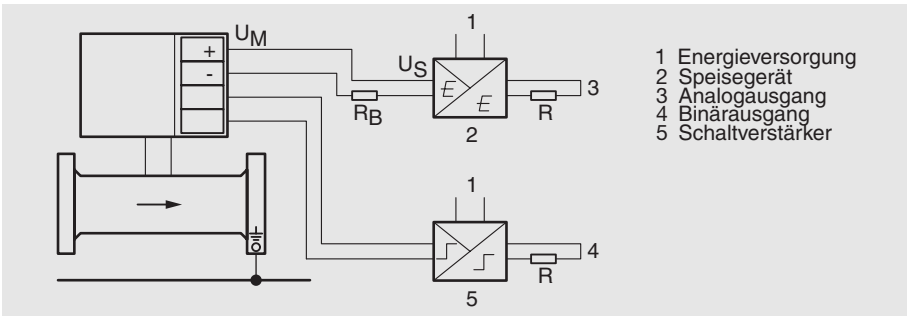 1
U_M
+
-
U_S
E
E
R_B
R
3
2
1 Energieversorgung
2 Speisegerät
3 Analogausgang
4 Binärausgang
5 Schaltverstärker
1
R
4
5